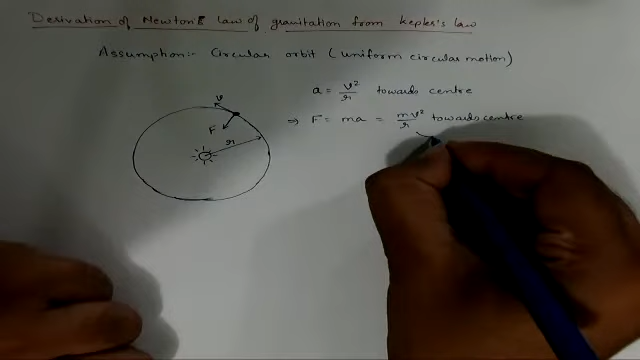 Derivation of Newton's law of gravitation from Kepler's law
Assumption:- Circular orbit (uniform circular motion)
a = v²/r towards centre
⇒ F = ma = mv²/r towards centre
v
F
r